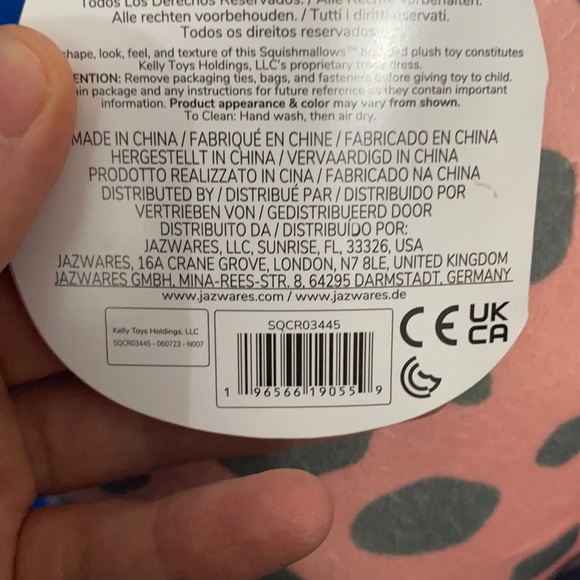 Todos Los Derechos Reservados. / Alle Rechte vorbehalten.
Alle rechten voorbehouden. / Tutti i diritti riservati.
Todos os direitos reservados
shape, look, feel, and texture of this Squishmallows™ branded plush toy constitutes
Kelly Toys Holdings, LLC's proprietary trade dress.
ENTION: Remove packaging ties, bags, and fasteners before giving toy to child.
in package and any instructions for future reference as they contain important
information. Product appearance & color may vary from shown.
To Clean: Hand wash, then air dry.
MADE IN CHINA / FABRIQUÉ EN CHINE / FABRICADO EN CHINA
HERGESTELLT IN CHINA / VERVAARDIGD IN CHINA
PRODOTTO REALIZZATO IN CINA / FABRICADO NA CHINA
DISTRIBUTED BY / DISTRIBUÉ PAR / DISTRIBUIDO POR
VERTRIEBEN VON / GEDISTRIBUEERD DOOR
DISTRIBUITO DA / DISTRIBUÍDO POR:
JAZWARES, LLC, SUNRISE, FL, 33326, USA
JAZWARES, 16A CRANE GROVE, LONDON, N7 8LE, UNITED KINGDOM
JAZWARES GMBH, MINA-REES-STR. 8, 64295 DARMSTADT, GERMANY
www.jazwares.com / www.jazwares.de
Kelly Toys Holdings, LLC
SQCR03445 - 060723 - N007
SQCR03445
1 96566 19055 9
CE UK
CA